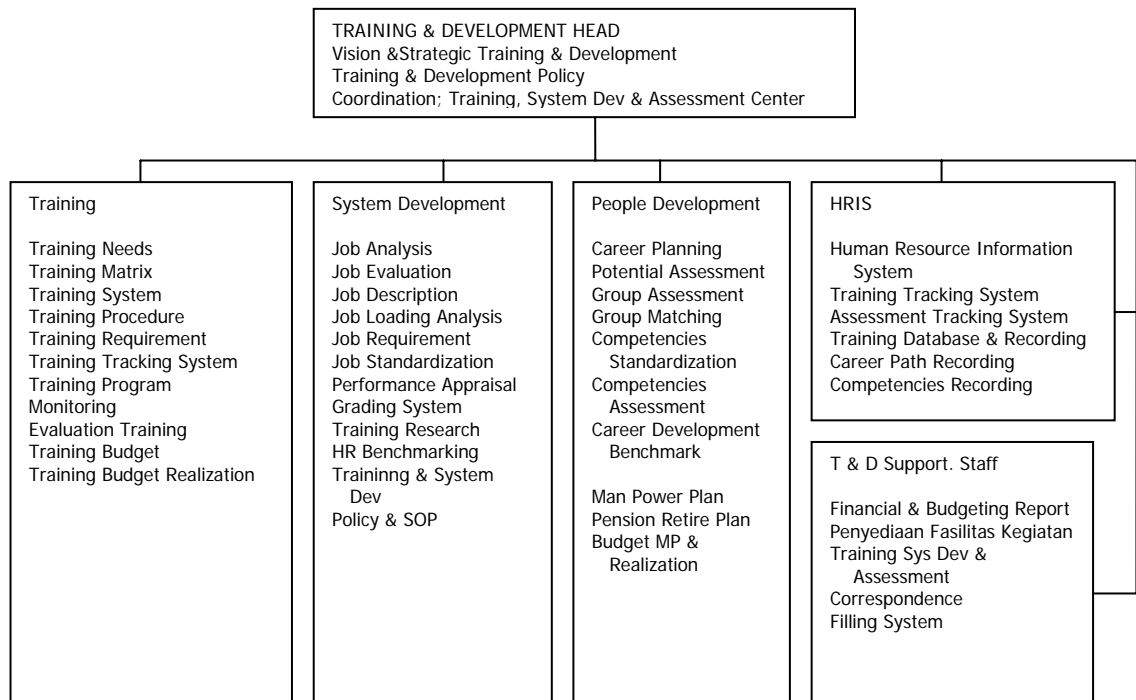 TRAINING & DEVELOPMENT HEAD
Vision &Strategic Training & Development
Training & Development Policy
Coordination; Training, System Dev & Assessment Center
Training
Training Needs
Training Matrix
Training System
Training Procedure
Training Requirement
Training Tracking System
Training Program
Monitoring
Evaluation Training
Training Budget
Training Budget Realization
System Development
Job Analysis
Job Evaluation
Job Description
Job Loading Analysis
Job Requirement
Job Standardization
Performance Appraisal
Grading System
Training Research
HR Benchmarking
Traininng & System
Dev
Policy & SOP
People Development
Career Planning
Potential Assessment
Group Assessment
Group Matching
Competencies
Standardization
Competencies
Assessment
Career Development
Benchmark
Man Power Plan
Pension Retire Plan
Budget MP &
Realization
HRIS
Human Resource Information
System
Training Tracking System
Assessment Tracking System
Training Database & Recording
Career Path Recording
Competencies Recording
T & D Support. Staff
Financial & Budgeting Report
Penyediaan Fasilitas Kegiatan
Training Sys Dev &
Assessment
Correspondence
Filling System